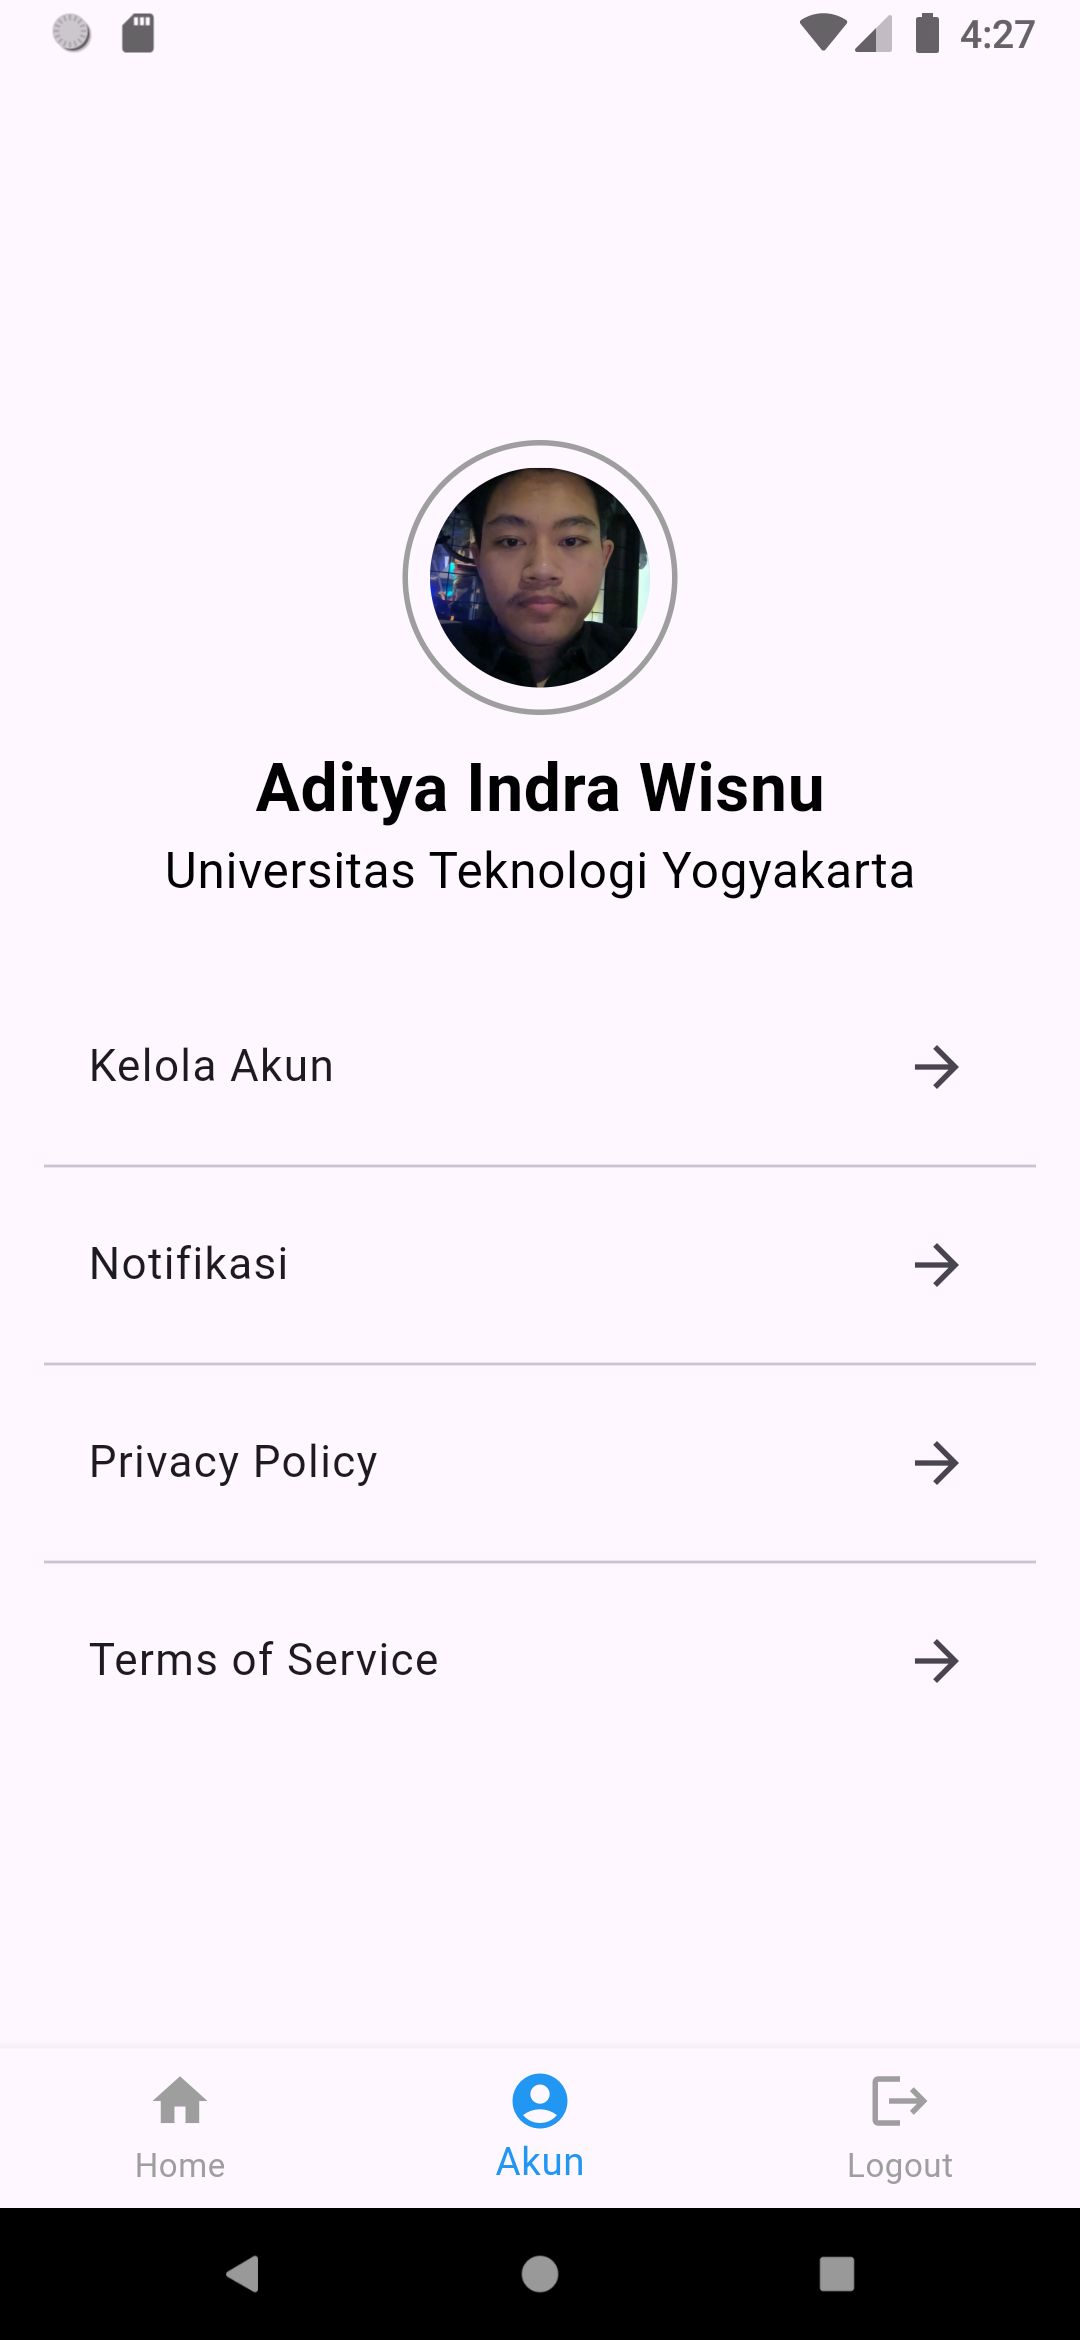 4:27
Aditya Indra Wisnu
Universitas Teknologi Yogyakarta
Kelola Akun
Notifikasi
Privacy Policy
Terms of Service
Home
Akun
Logout